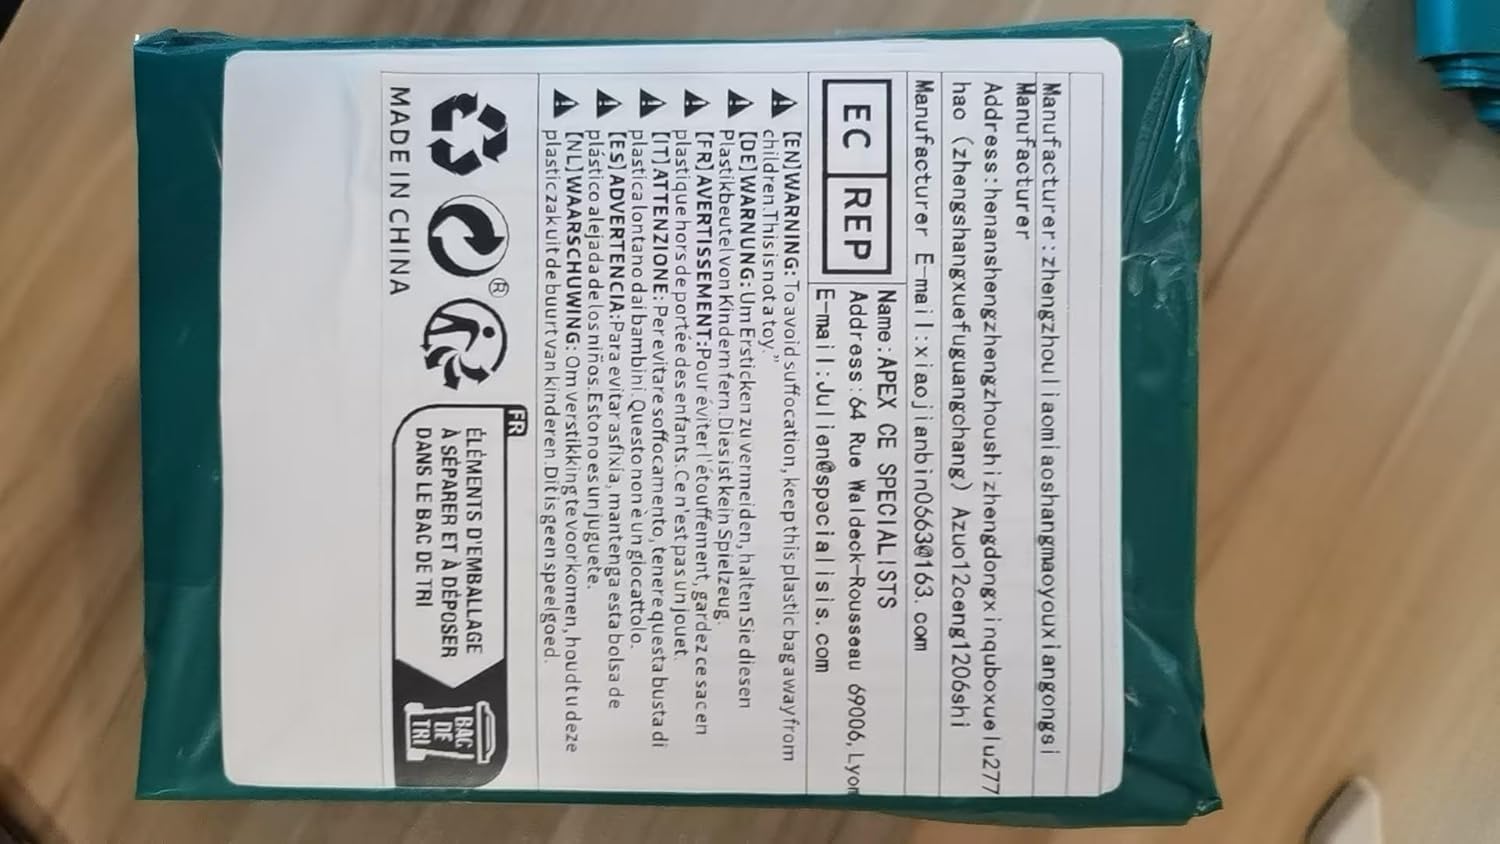 Manufacturer:zhengzhouliaomiaoshangmaoyouxiangongsi
Manufacturer
Address:henanshengzhengzhoushizhengdongxinquboxuelu277
hao (zhengshangxuefuguangchang) Azuo12ceng1206shi
Manufacturer E-mail:xiaojianbin0663@163.com
EC REP
Name:APEX CE SPECIALISTS
Address:64 Rue Waldeck-Rousseau 69006, Lyon
E-mail:Julien@specialisis.com
[EN]WARNING: To avoid suffocation, keep this plastic bag away from
children.This is not a toy.”
[DE]WARNUNG: Um Ersticken zu vermeiden, halten Sie diesen
Plastikbeutel von Kindern fern. Dies ist kein Spielzeug.
[FR]AVERTISSEMENT:Pour éviter l'étouffement, gardez ce sac en
plastique hors de portée des enfants. Ce n'est pas un jouet.
[IT]ATTENZIONE: Per evitare soffocamento, tenere questa busta di
plastica lontano dai bambini. Questo non è un giocattolo.
[ES]ADVERTENCIA:Para evitar asfixia, mantenga esta bolsa de
plástico alejada de los niños. Esto no es un juguete.
[NL]WAARSCHUWING: Om verstikking te voorkomen, houd tu deze
plastic zak uit de buurt van kinderen. Dit is geen speelgoed.
®
FR
ÉLÉMENTS D'EMBALLAGE
À SÉPARER ET À DÉPOSER
DANS LE BAC DE TRI
BAC
DE
TRI
MADE IN CHINA